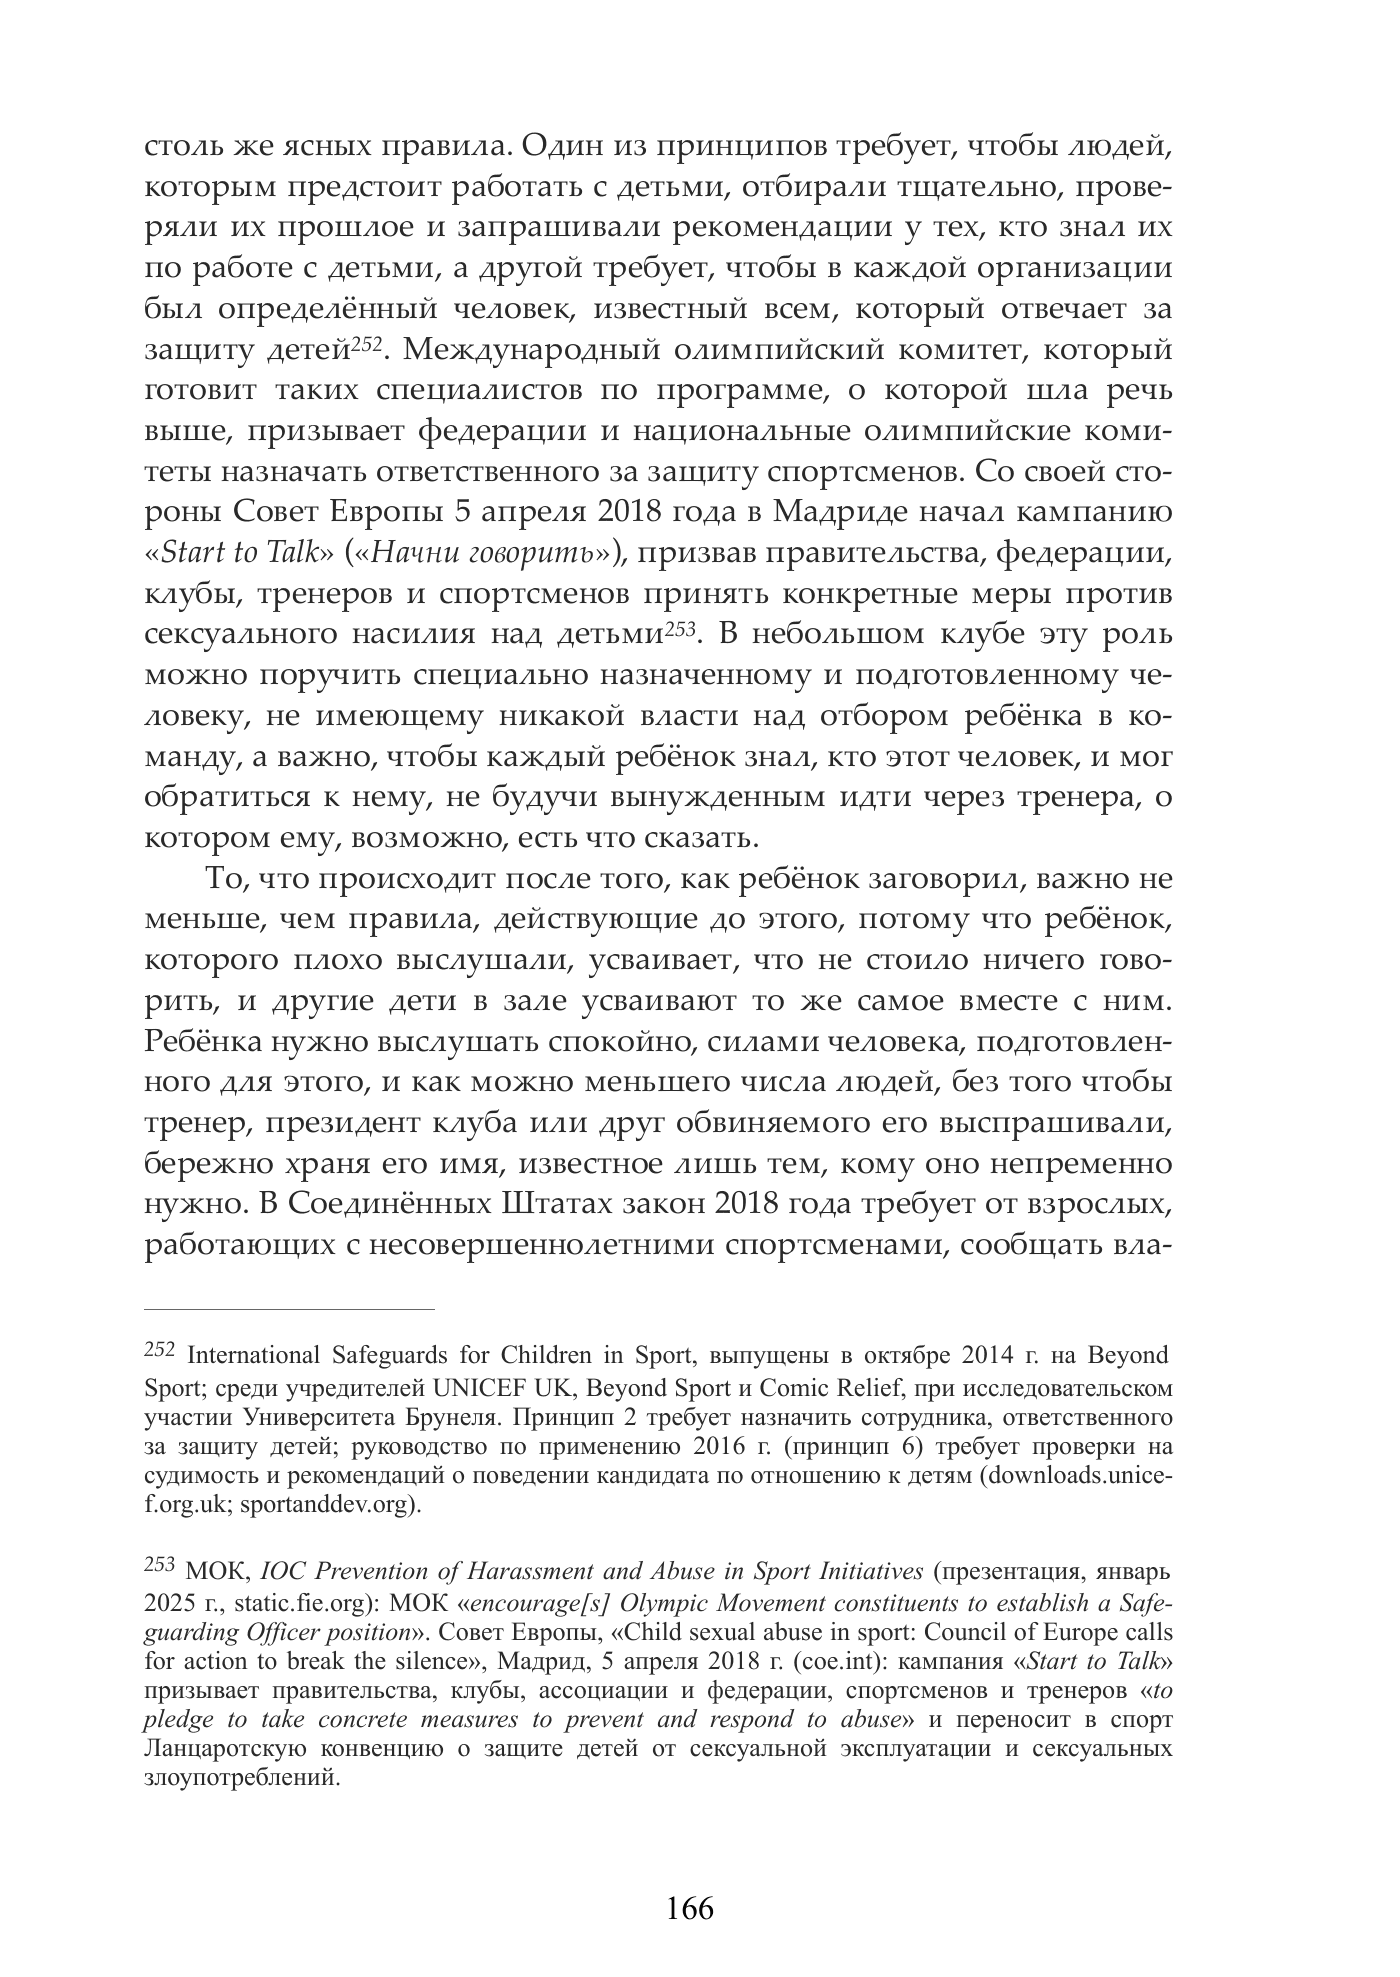 столь же ясных правила. Один из принципов требует, чтобы людей,
которым предстоит работать с детьми, отбирали тщательно, прове-
ряли их прошлое и запрашивали рекомендации у тех, кто знал их
по работе с детьми, а другой требует, чтобы в каждой организации
был определённый человек, известный всем, который отвечает за
защиту детей252. Международный олимпийский комитет, который
готовит таких специалистов по программе, о которой шла речь
выше, призывает федерации и национальные олимпийские коми-
теты назначать ответственного за защиту спортсменов. Со своей сто-
роны Совет Европы 5 апреля 2018 года в Мадриде начал кампанию
«Start to Talk» («Начни говорить»), призвав правительства, федерации,
клубы, тренеров и спортсменов принять конкретные меры против
сексуального насилия над детьми253. В небольшом клубе эту роль
можно поручить специально назначенному и подготовленному че-
ловеку, не имеющему никакой власти над отбором ребёнка в ко-
манду, а важно, чтобы каждый ребёнок знал, кто этот человек, и мог
обратиться к нему, не будучи вынужденным идти через тренера, о
котором ему, возможно, есть что сказать.
То, что происходит после того, как ребёнок заговорил, важно не
меньше, чем правила, действующие до этого, потому что ребёнок,
которого плохо выслушали, усваивает, что не стоило ничего гово-
рить, и другие дети в зале усваивают то же самое вместе с ним.
Ребёнка нужно выслушать спокойно, силами человека, подготовлен-
ного для этого, и как можно меньшего числа людей, без того чтобы
тренер, президент клуба или друг обвиняемого его выспрашивали,
бережно храня его имя, известное лишь тем, кому оно непременно
нужно. В Соединённых Штатах закон 2018 года требует от взрослых,
работающих с несовершеннолетними спортсменами, сообщать вла-
252 International Safeguards for Children in Sport, выпущены в октябре 2014 г. на Beyond
Sport; среди учредителей UNICEF UK, Beyond Sport и Comic Relief, при исследовательском
участии Университета Брунеля. Принцип 2 требует назначить сотрудника, ответственного
за защиту детей; руководство по применению 2016 г. (принцип 6) требует проверки на
судимость и рекомендаций о поведении кандидата по отношению к детям (downloads.unice-
f.org.uk; sportanddev.org).
253 МОК, IOC Prevention of Harassment and Abuse in Sport Initiatives (презентация, январь
2025 г., static.fie.org): МОК «encourage[s] Olympic Movement constituents to establish a Safe-
guarding Officer position». Совет Европы, «Child sexual abuse in sport: Council of Europe calls
for action to break the silence», Мадрид, 5 апреля 2018 г. (coe.int): кампания «Start to Talk»
призывает правительства, клубы, ассоциации и федерации, спортсменов и тренеров «to
pledge to take concrete measures to prevent and respond to abuse» и переносит в спорт
Ланцаротскую конвенцию о защите детей от сексуальной эксплуатации и сексуальных
злоупотреблений.
166